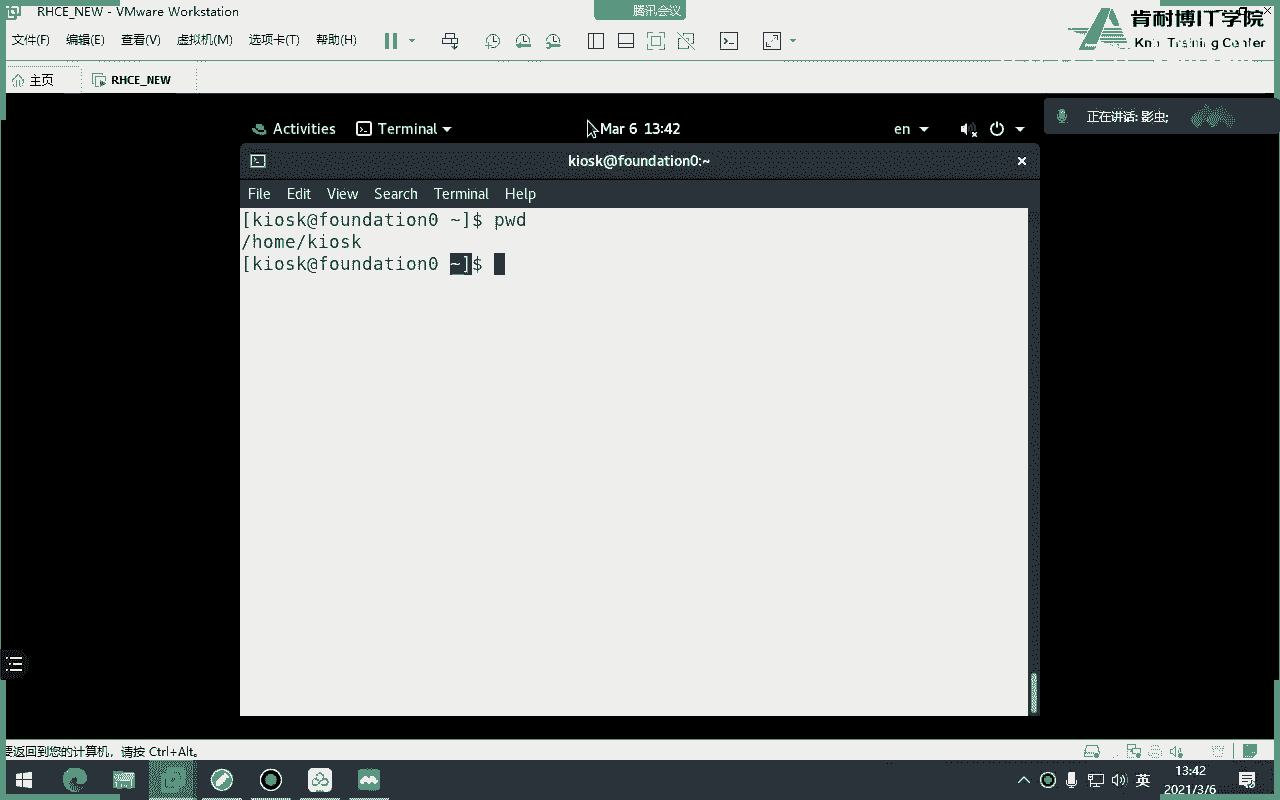 RHCE_NEW - VMware Workstation
腾讯会议
肯耐博IT学院
文件(F) 编辑(E) 查看(V) 虚拟机(M) 选项卡(T) 帮助(H)
Training Center
主页 RHCE_NEW
正在讲话: 影虫;
Activities Terminal Mar 6 13:42 en
kiosk@foundation0:~
File Edit View Search Terminal Help
[kiosk@foundation0 ~]$ pwd
/home/kiosk
[kiosk@foundation0 ~]$
要返回到您的计算机，请按 Ctrl+Alt。
英
13:42
2021/3/6